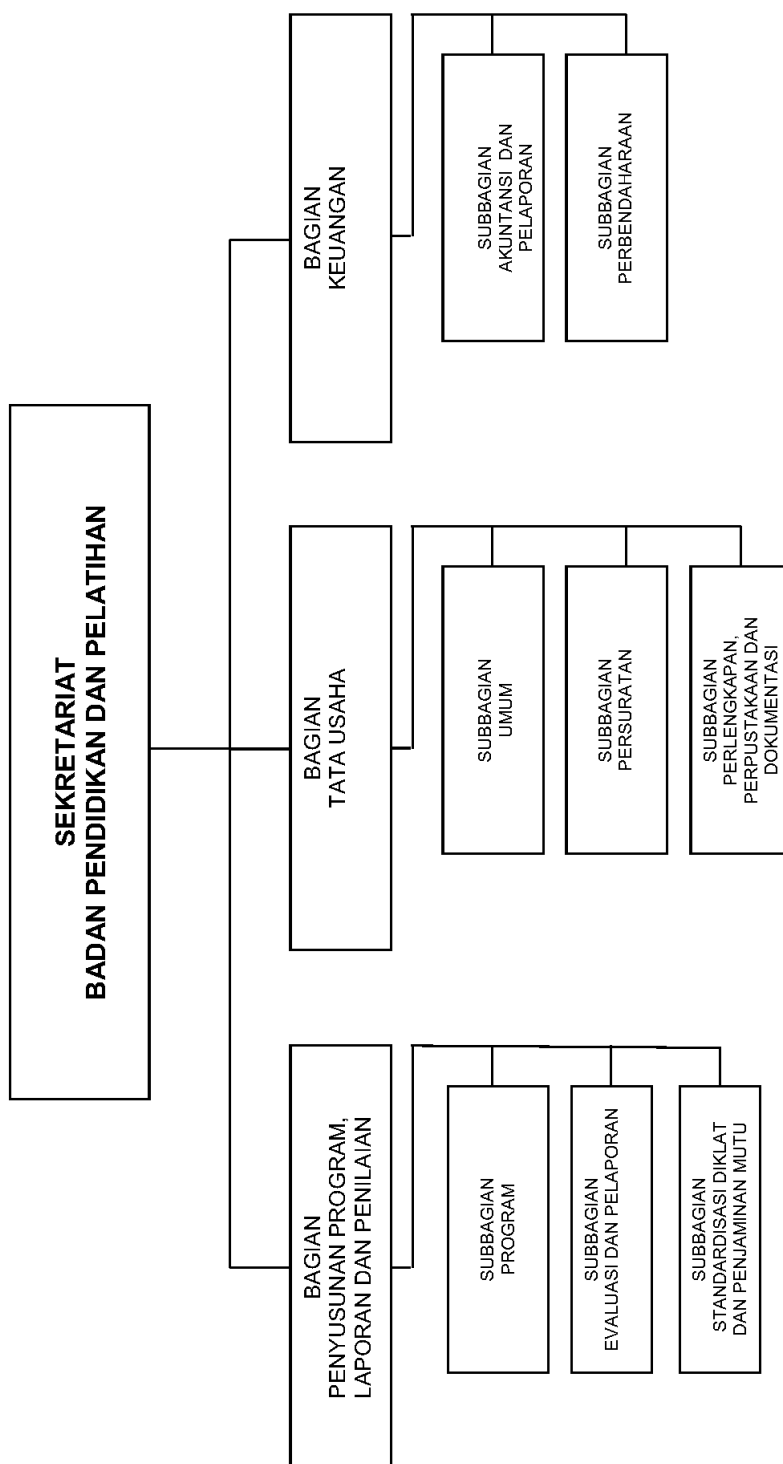 SEKRETARIAT
BADAN PENDIDIKAN DAN PELATIHAN
BAGIAN
PENYUSUNAN PROGRAM,
LAPORAN DAN PENILAIAN
SUBBAGIAN
PROGRAM
SUBBAGIAN
EVALUASI DAN PELAPORAN
SUBBAGIAN
STANDARDISASI DIKLAT
DAN PENJAMINAN MUTU
BAGIAN
TATA USAHA
SUBBAGIAN
UMUM
SUBBAGIAN
PERSURATAN
SUBBAGIAN
PERLENGKAPAN,
PERPUSTAKAAN DAN
DOKUMENTASI
BAGIAN
KEUANGAN
SUBBAGIAN
AKUNTANSI DAN
PELAPORAN
SUBBAGIAN
PERBENDAHARAAN